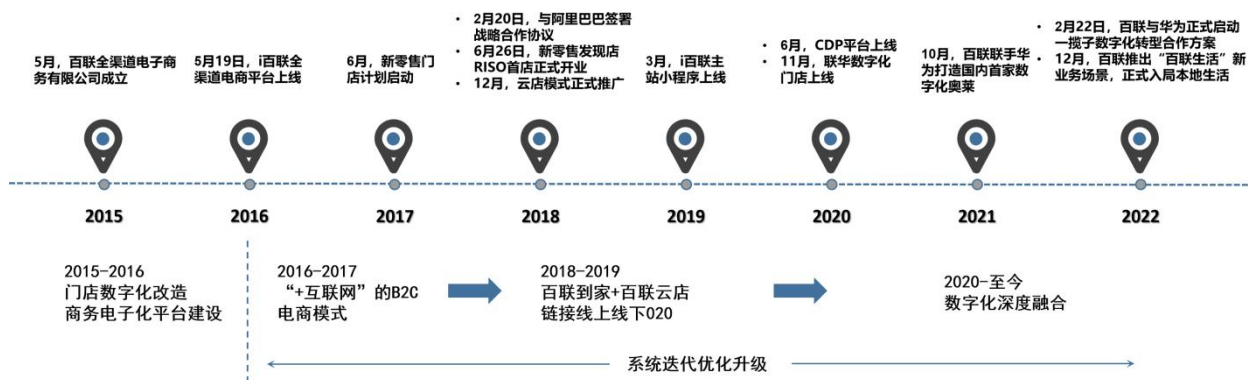 5月，百联全渠道电子商
务有限公司成立
5月19日，i百联全
渠道电商平台上线
6月，新零售门
店计划启动
• 2月20日，与阿里巴巴签署
战略合作协议
• 6月26日，新零售发现店
RISO首店正式开业
• 12月，云店模式正式推广
3月，i百联主
站小程序上线
• 6月，CDP平台上线
• 11月，联华数字化
门店上线
10月，百联联手华
为打造国内首家数
字化奥莱
• 2月22日，百联与华为正式启动
一揽子数字化转型合作方案
• 12月，百联推出“百联生活”新
业务场景，正式入局本地生活
2015
2016
2017
2018
2019
2020
2021
2022
2015-2016
门店数字化改造
商务电子化平台建设
2016-2017
“+互联网”的B2C
电商模式
2018-2019
百联到家+百联云店
链接线上线下O2O
2020-至今
数字化深度融合
系统迭代优化升级